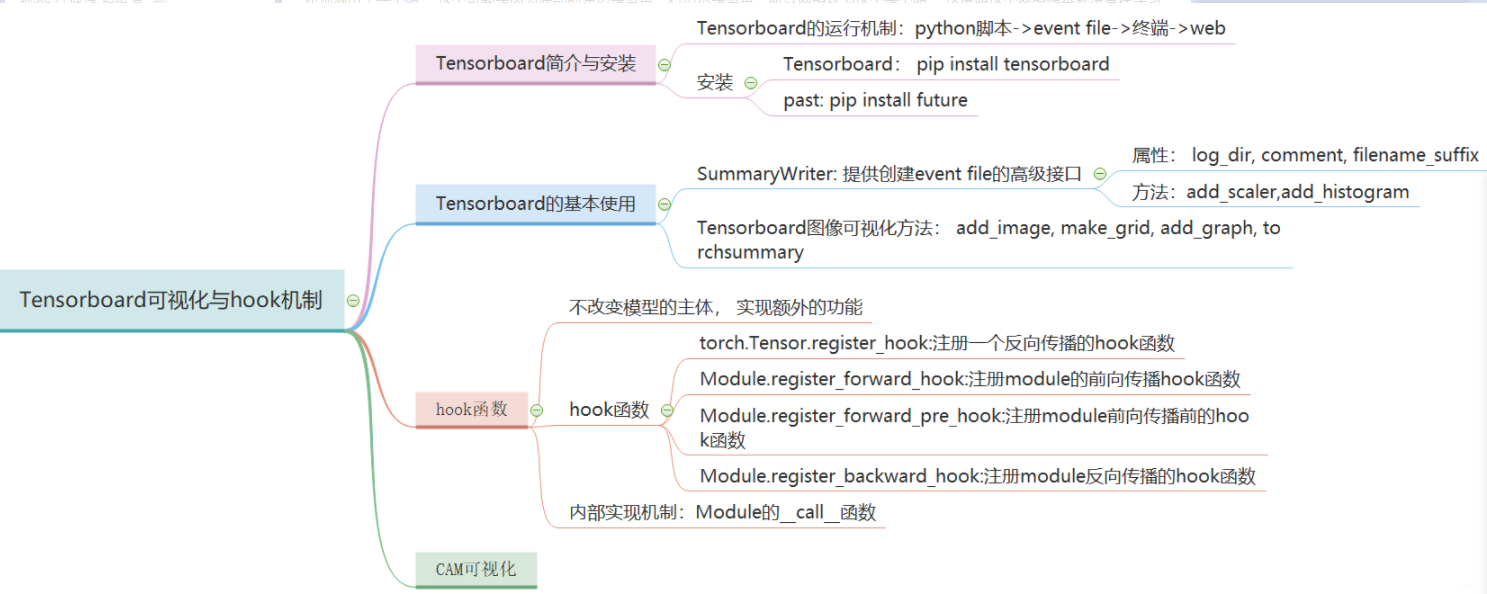 Tensorboard可视化与hook机制
Tensorboard简介与安装
Tensorboard的运行机制：python脚本->event file->终端->web
安装
Tensorboard： pip install tensorboard
past: pip install future
Tensorboard的基本使用
SummaryWriter: 提供创建event file的高级接口
属性： log_dir, comment, filename_suffix
方法：add_scaler,add_histogram
Tensorboard图像可视化方法： add_image, make_grid, add_graph, to
rchsummary
hook函数
不改变模型的主体， 实现额外的功能
hook函数
torch.Tensor.register_hook:注册一个反向传播的hook函数
Module.register_forward_hook:注册module的前向传播hook函数
Module.register_forward_pre_hook:注册module前向传播前的hoo
k函数
Module.register_backward_hook:注册module反向传播的hook函数
内部实现机制：Module的__call__函数
CAM可视化